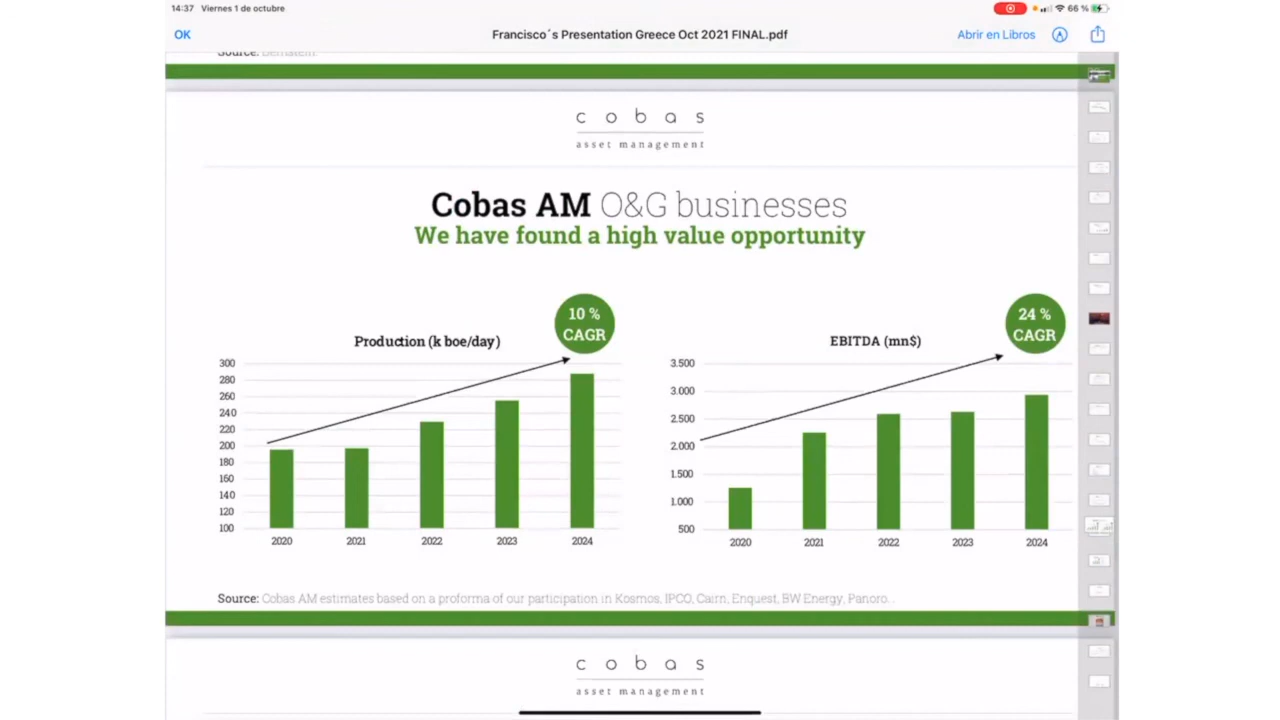 14:37 Viernes 1 de octubre
66 %
OK
Francisco´s Presentation Greece Oct 2021 FINAL.pdf
Abrir en Libros
Source: Bernstein.
cobas
asset management
Cobas AM O&G businesses
We have found a high value opportunity
10 %
CAGR
Production (k boe/day)
300
280
260
240
220
200
180
160
140
120
100
2020 2021 2022 2023 2024
24 %
CAGR
EBITDA (mn$)
3.500
3.000
2.500
2.000
1.500
1.000
500
2020 2021 2022 2023 2024
Source: Cobas AM estimates based on a proforma of our participation in Kosmos, IPCO, Cairn, Enquest, BW Energy, Panoro...
cobas
asset management